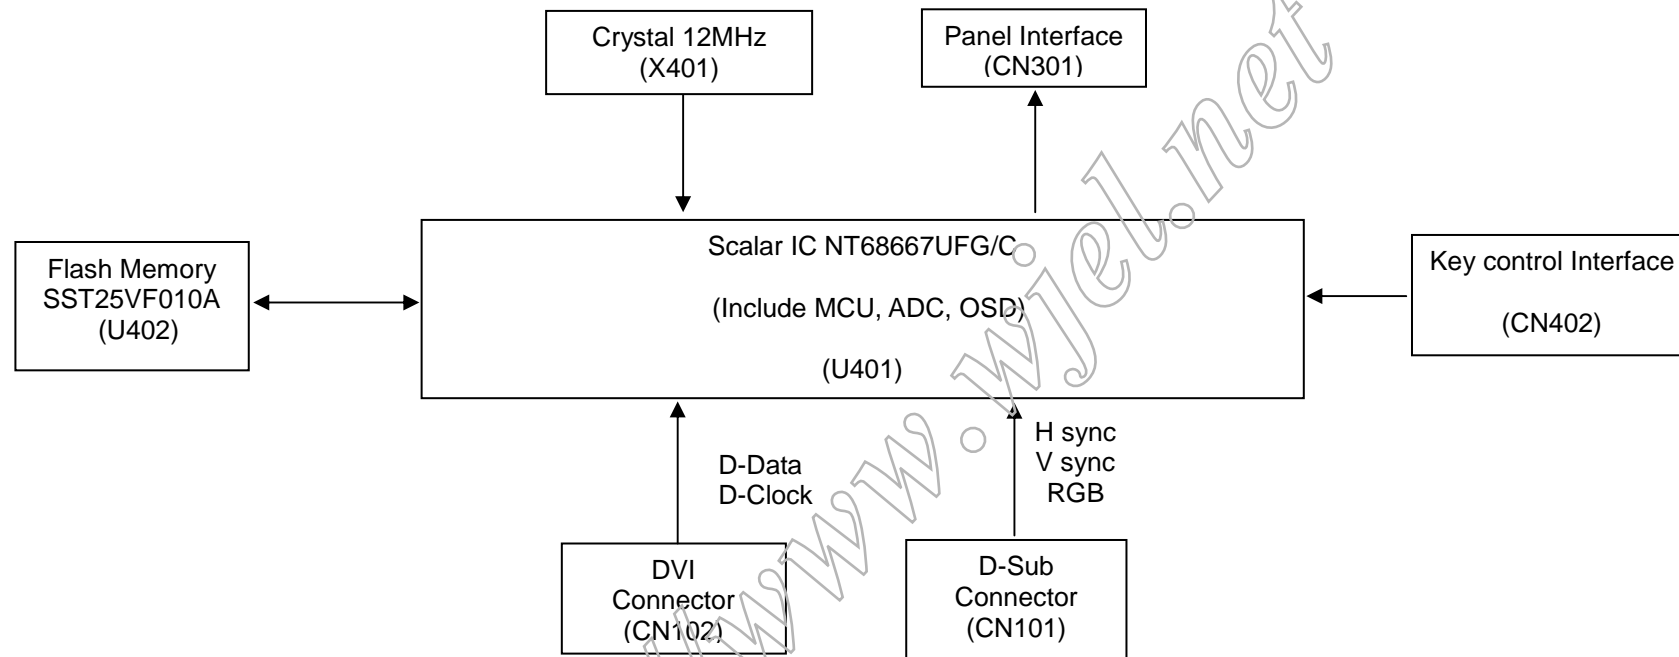 Crystal 12MHz
(X401)
Panel Interface
(CN301)
Flash Memory
SST25VF010A
(U402)
Scalar IC NT68667UFG/C
(Include MCU, ADC, OSD)
(U401)
Key control Interface
(CN402)
D-Data
D-Clock
H sync
V sync
RGB
DVI
Connector
(CN102)
D-Sub
Connector
(CN101)
//www.wjel.net